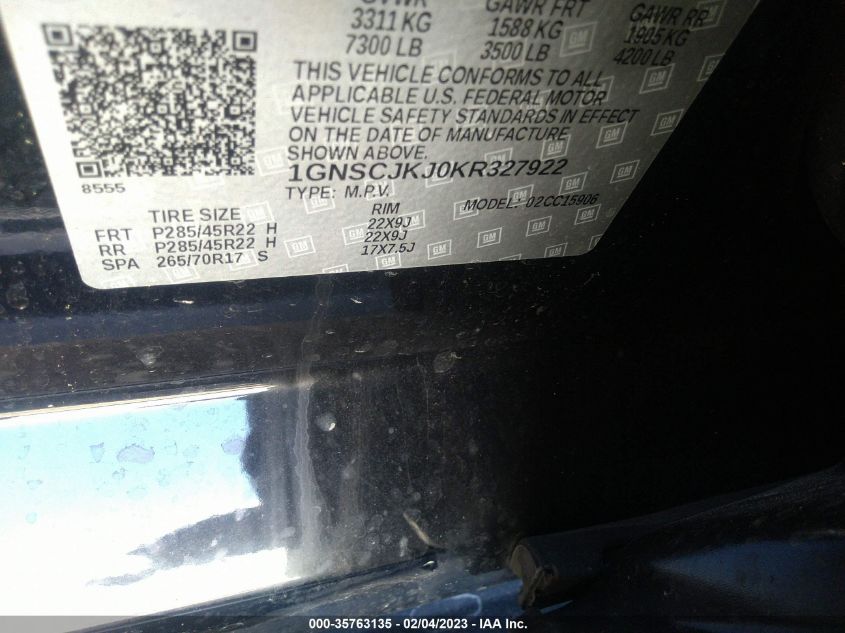 GVWR GAWR FRT GAWR RR
3311 KG 1588 KG 1905 KG
7300 LB 3500 LB 4200 LB
THIS VEHICLE CONFORMS TO ALL
APPLICABLE U.S. FEDERAL MOTOR
VEHICLE SAFETY STANDARDS IN EFFECT
ON THE DATE OF MANUFACTURE
SHOWN ABOVE.
8555
1GNSCJKJ0KR327922
TYPE: M.P.V. MODEL: 02CC15906
TIRE SIZE RIM
FRT P285/45R22 H 22X9J
RR P285/45R22 H 22X9J
SPA 265/70R17 S 17X7.5J
GM
000-35763135 - 02/04/2023 - IAA Inc.